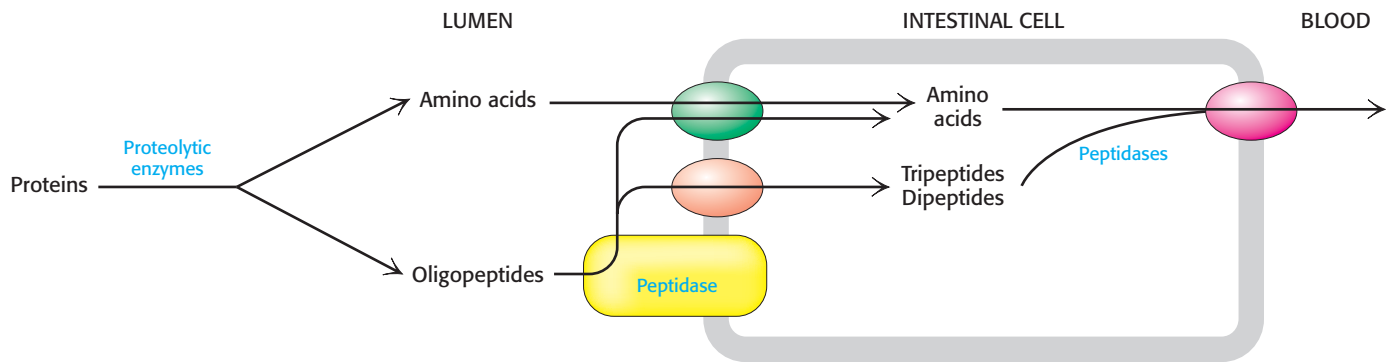 LUMEN
INTESTINAL CELL
BLOOD
Amino acids
Amino
acids
Proteolytic
enzymes
Peptidases
Proteins
Tripeptides
Dipeptides
Oligopeptides
Peptidase